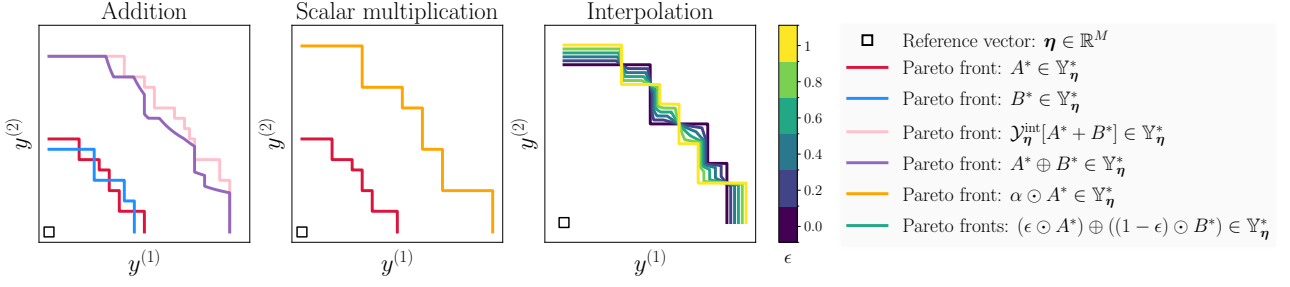 Addition
y^{(2)}
y^{(1)}
Scalar multiplication
y^{(2)}
y^{(1)}
Interpolation
y^{(2)}
y^{(1)}
1
0.8
0.6
0.4
0.2
0.0
ϵ
Reference vector: η ∈ ℝ^M
Pareto front: A* ∈ 𝕐*_η
Pareto front: B* ∈ 𝕐*_η
Pareto front: 𝒴_η^{int}[A* + B*] ∈ 𝕐*_η
Pareto front: A* ⊕ B* ∈ 𝕐*_η
Pareto front: α ⊙ A* ∈ 𝕐*_η
Pareto fronts: (ϵ ⊙ A*) ⊕ ((1 − ϵ) ⊙ B*) ∈ 𝕐*_η